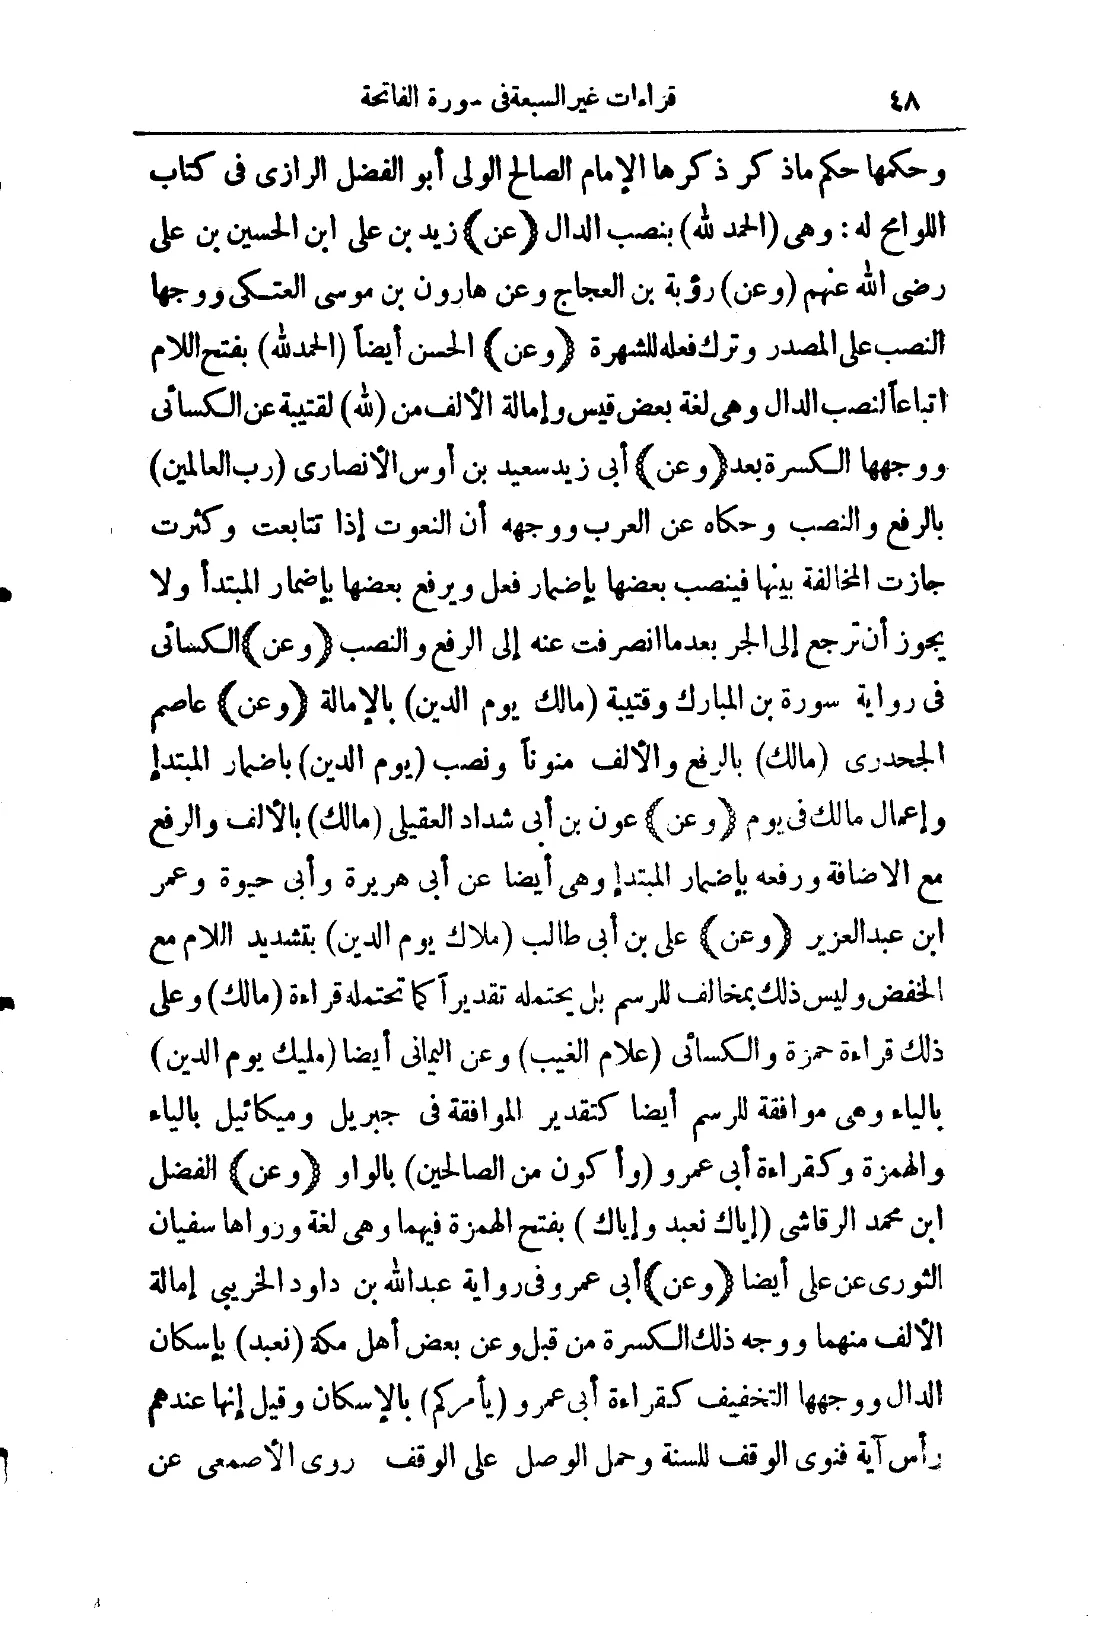 ٤٨ قراءات غير السبعة فى سورة الفاتحة
وحكمها حكم ماذكر ذكرها الإمام الصالح الولى أبو الفضل الرازى فى كتاب
اللوامح له : وهى (الحمد لله) بنصب الدال (عن) زيد بن على ابن الحسين بن على
رضى الله عنهم (وعن) رؤبة بن العجاج وعن هارون بن موسى العتكى ووجهها
النصب على المصدر وترك فعله للشهرة (وعن) الحسن أيضاً (الحمدلله) بفتح اللام
اتباعاً لنصب الدال وهى لغة بعض قيس وإمالة الألف من (لله) لقتيبة عن الكسائى
ووجهها الكسرة بعد (وعن) أبى زيد سعيد بن أوس الأنصارى (رب العالمين)
بالرفع والنصب وحكاه عن العرب ووجهه أن النعوت إذا تتابعت وكثرت
جازت المخالفة بينها فينصب بعضها بإضمار فعل ويرفع بعضها بإضمار المبتدأ ولا
يجوز أن ترجع إلى الجر بعدما انصرفت عنه إلى الرفع والنصب (وعن) الكسائى
فى رواية سورة بن المبارك وقتيبة (مالك يوم الدين) بالإمالة (وعن) عاصم
الجحدرى (مالك) بالرفع والألف منوناً ونصب (يوم الدين) باضمار المبتدإ
وإعمال مالك فى يوم (وعن) عون بن أبى شداد العقيلى (مالك) بالألف والرفع
مع الاضافة ورفعه بإضمار المبتدإ وهى أيضا عن أبى هريرة وأبى حيوة وعمر
ابن عبدالعزير (وعن) على بن أبى طالب (ملاك يوم الدين) بتشديد اللام مع
الخفض وليس ذلك بمخالف للرسم بل يحتمله تقديراً كما تحتمله قراءة (مالك) وعلى
ذلك قراءة حمزة والكسائى (علام الغيب) وعن اليمانى أيضا (مليك يوم الدين)
بالياء وهى موافقة للرسم أيضا كتقدير الموافقة فى جبريل وميكائيل بالياء
والهمزة وكقراءة أبى عمرو (وأكون من الصالحين) بالواو (وعن) الفضل
ابن محمد الرقاشى (إياك نعبد وإياك) بفتح الهمزة فيهما وهى لغة ورواها سفيان
الثورى عن على أيضا (وعن) أبى عمرو فى رواية عبدالله بن داود الخريبى إمالة
الألف منهما ووجه ذلك الكسرة من قبل وعن بعض أهل مكة (نعبد) بإسكان
الدال ووجهها التخفيف كقراءة أبى عمرو (يأمركم) بالإسكان وقيل إنها عندهم
رأس آية فنوى الوقف للسنة وحمل الوصل على الوقف روى الأصمعى عن